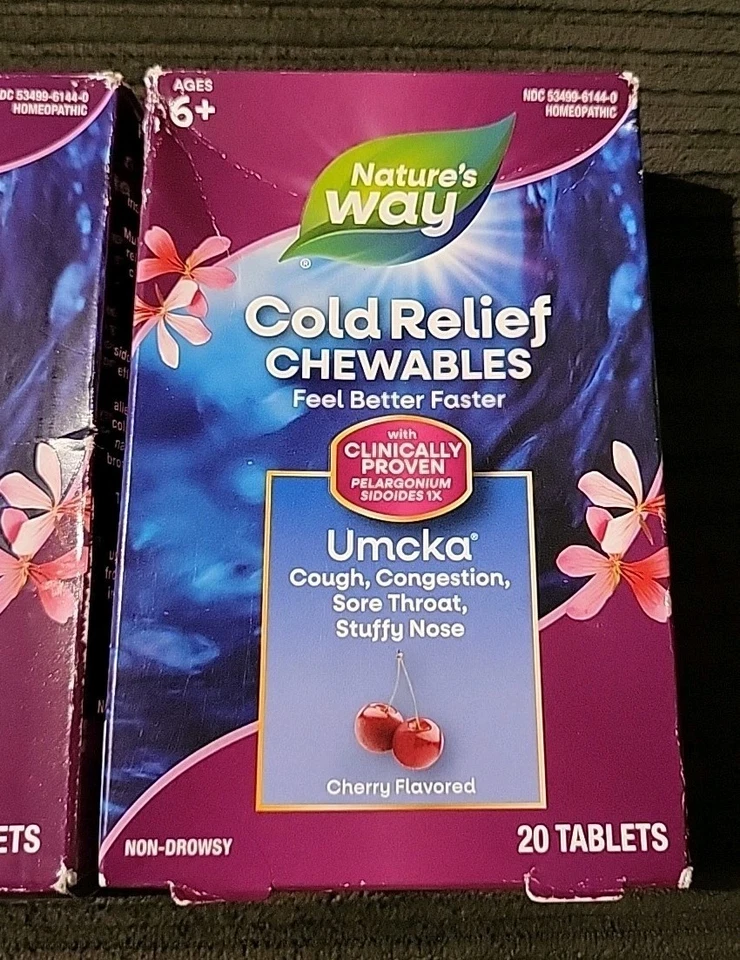 DC 53499-6144-0
HOMEOPATHIC
ETS
AGES
6+
NDC 53499-6144-0
HOMEOPATHIC
Nature's
way
®
Cold Relief
CHEWABLES
Feel Better Faster
with
CLINICALLY
PROVEN
PELARGONIUM
SIDOIDES 1X
Umcka®
Cough, Congestion,
Sore Throat,
Stuffy Nose
Cherry Flavored
NON-DROWSY
20 TABLETS